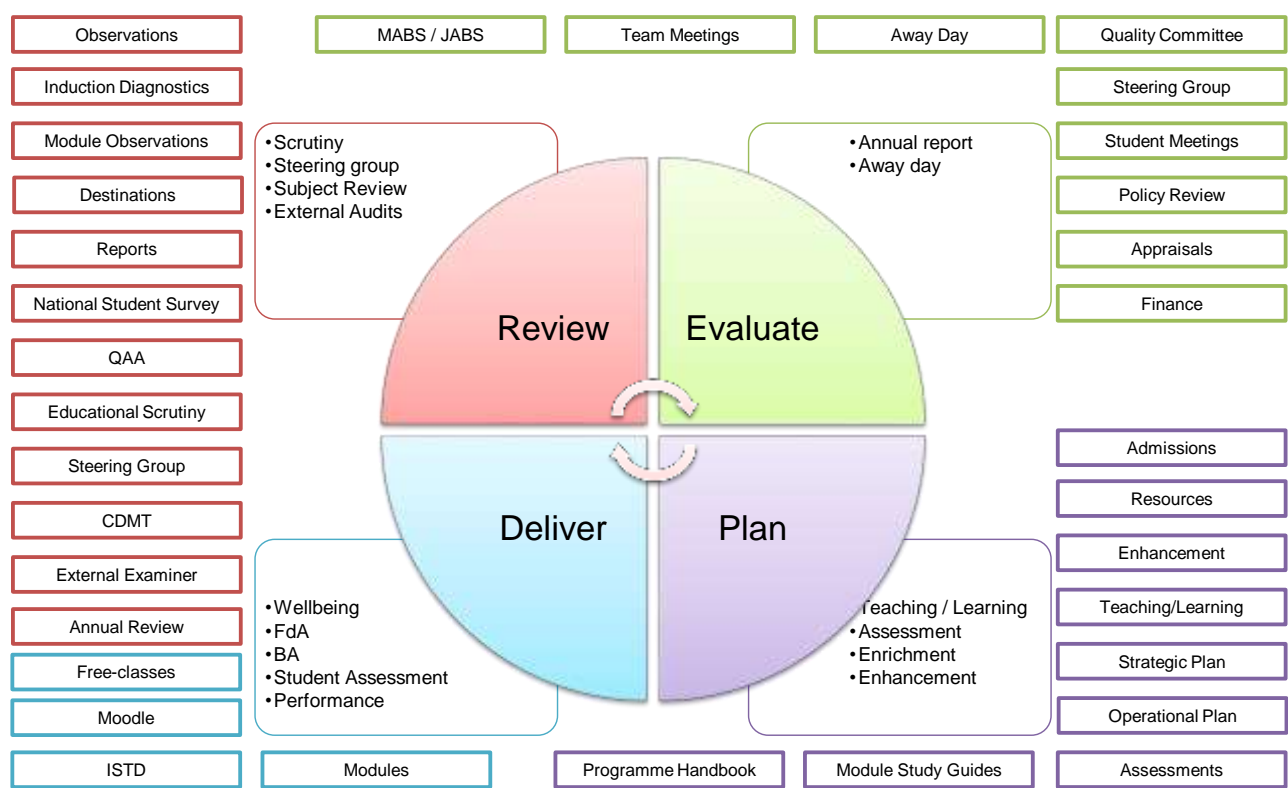 Observations
MABS / JABS
Team Meetings
Away Day
Quality Committee
Induction Diagnostics
Steering Group
Module Observations
Student Meetings
Destinations
Policy Review
Reports
Appraisals
National Student Survey
Finance
QAA
Educational Scrutiny
Steering Group
CDMT
External Examiner
Annual Review
•Scrutiny
•Steering group
•Subject Review
•External Audits
•Annual report
•Away day
Review
Evaluate
Deliver
Plan
•Wellbeing
•FdA
•BA
•Student Assessment
•Performance
Teaching / Learning
•Assessment
•Enrichment
•Enhancement
Admissions
Resources
Enhancement
Teaching/Learning
Strategic Plan
Operational Plan
Free-classes
Moodle
ISTD
Modules
Programme Handbook
Module Study Guides
Assessments